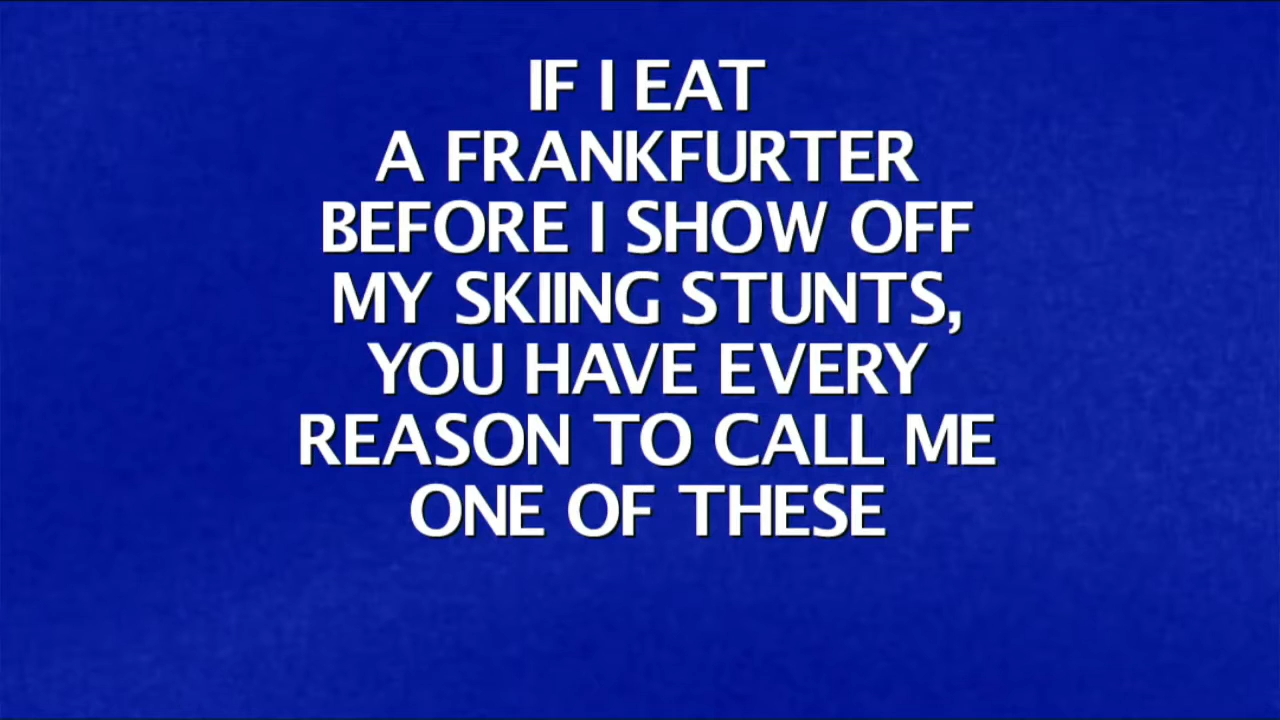 IF I EAT
A FRANKFURTER
BEFORE I SHOW OFF
MY SKIING STUNTS,
YOU HAVE EVERY
REASON TO CALL ME
ONE OF THESE